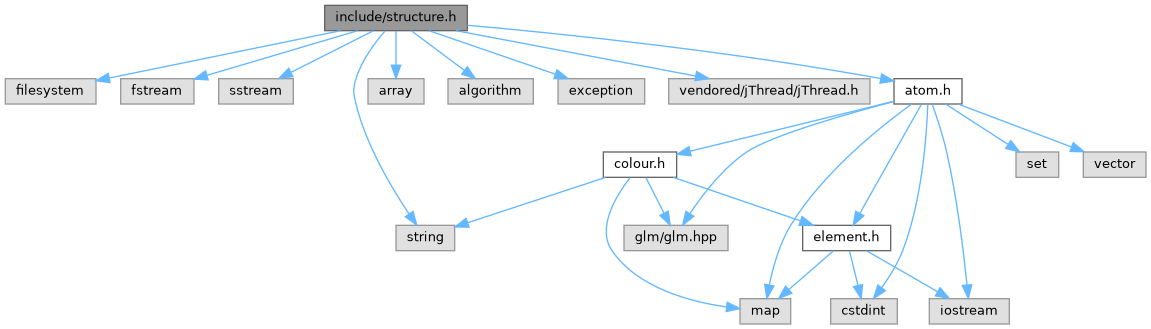 include/structure.h
filesystem
fstream
sstream
array
algorithm
exception
vendored/jThread/jThread.h
atom.h
colour.h
set
vector
string
glm/glm.hpp
element.h
map
cstdint
iostream